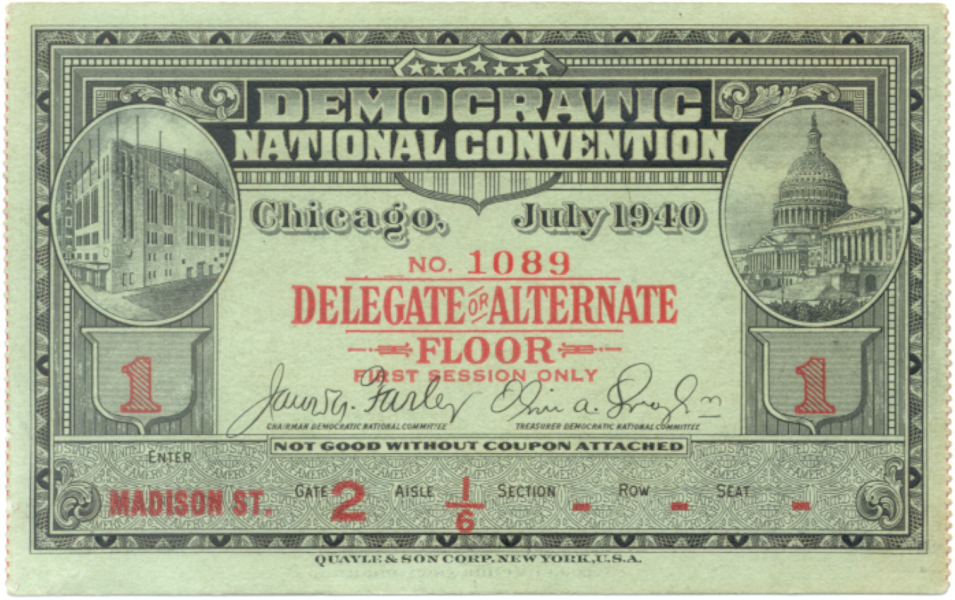 DEMOCRATIC
NATIONAL CONVENTION
Chicago, July 1940
NO. 1089
DELEGATE OR ALTERNATE
FLOOR
FIRST SESSION ONLY
1 1
James A. Farley
CHAIRMAN DEMOCRATIC NATIONAL COMMITTEE TREASURER DEMOCRATIC NATIONAL COMMITTEE
NOT GOOD WITHOUT COUPON ATTACHED
ENTER
MADISON ST. GATE 2 AISLE 1/6 SECTION - ROW - SEAT -
QUAYLE & SON CORP. NEW YORK, U.S.A.